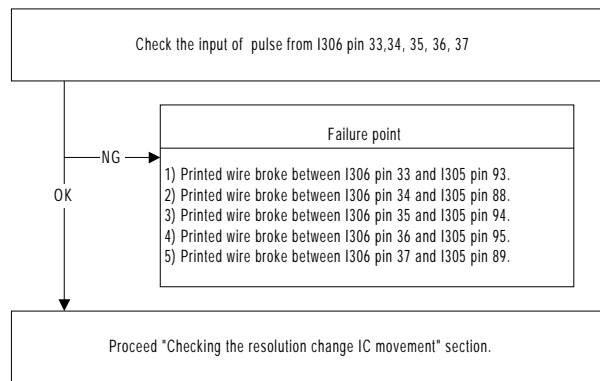 Check the input of pulse from I306 pin 33,34, 35, 36, 37
Failure point
NG
1) Printed wire broke between I306 pin 33 and I305 pin 93.
OK
2) Printed wire broke between I306 pin 34 and I305 pin 88.
3) Printed wire broke between I306 pin 35 and I305 pin 94.
4) Printed wire broke between I306 pin 36 and I305 pin 95.
5) Printed wire broke between I306 pin 37 and I305 pin 89.
Proceed "Checking the resolution change IC movement" section.